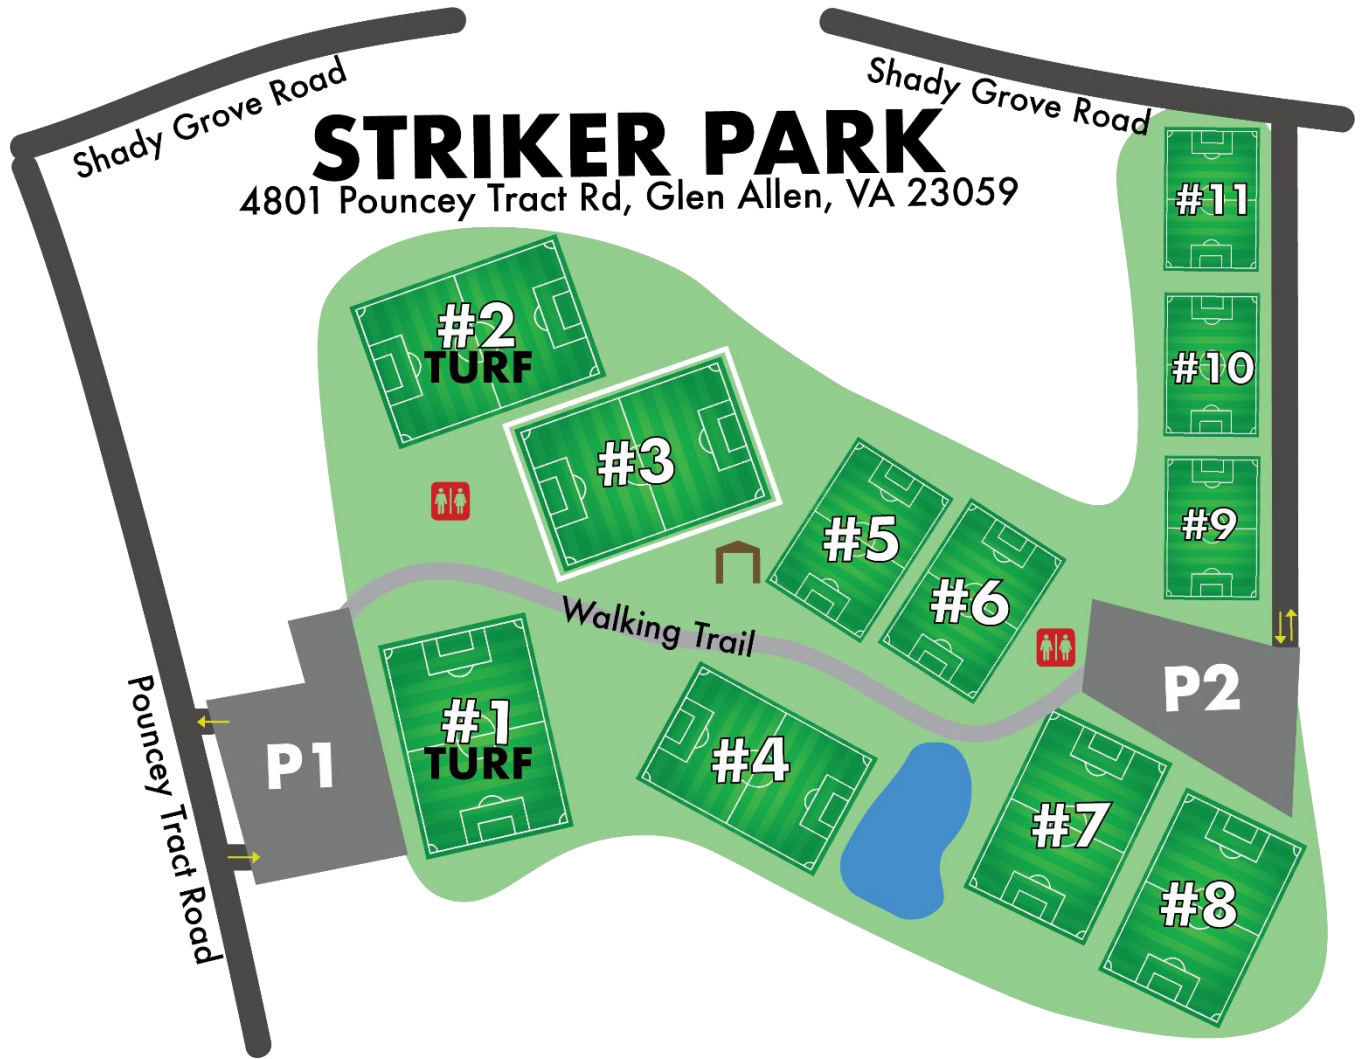 Shady Grove Road
Shady Grove Road
STRIKER PARK
4801 Pouncey Tract Rd, Glen Allen, VA 23059
#11
#2
TURF
#10
#3
#9
#5
#6
Walking Trail
P2
#1
TURF
#4
P1
Pouncey Tract Road
#7
#8